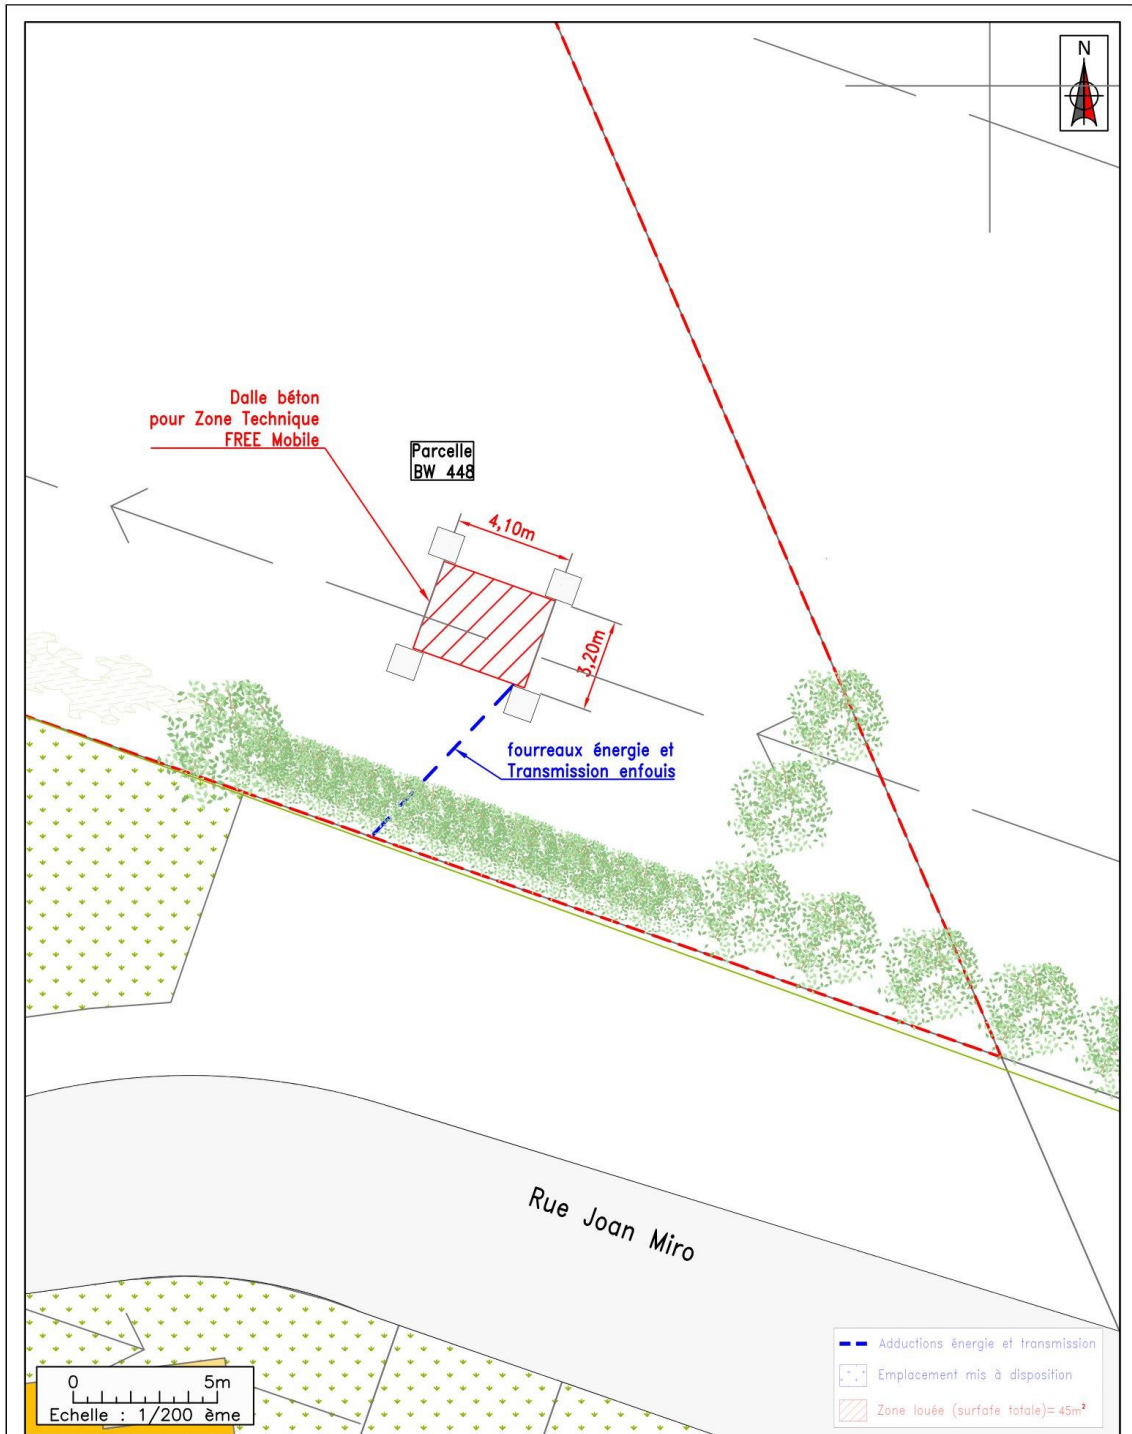 N
Dalle béton
pour Zone Technique
FREE Mobile
Parcelle
BW 448
4,10m
3,20m
fourreaux énergie et
Transmission enfouis
Rue Joan Miro
Adductions énergie et transmission
Emplacement mis à disposition
Zone louée (surfafe totale)= 45m²
0 5m
Echelle : 1/200 ème